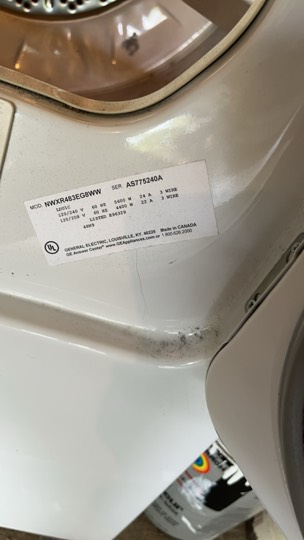 MOD. NWXR483EG8WW SER. AS775240A
120/240 V 60 HZ 5400 W 24 A 3 WIRE
120/208 V 60 HZ 4400 W 22 A 3 WIRE
GENERAL ELECTRIC, LOUISVILLE, KY. 40225 Made in CANADA
GE Answer Center® www.GEAppliances.com or 1.800.626.2000
UL